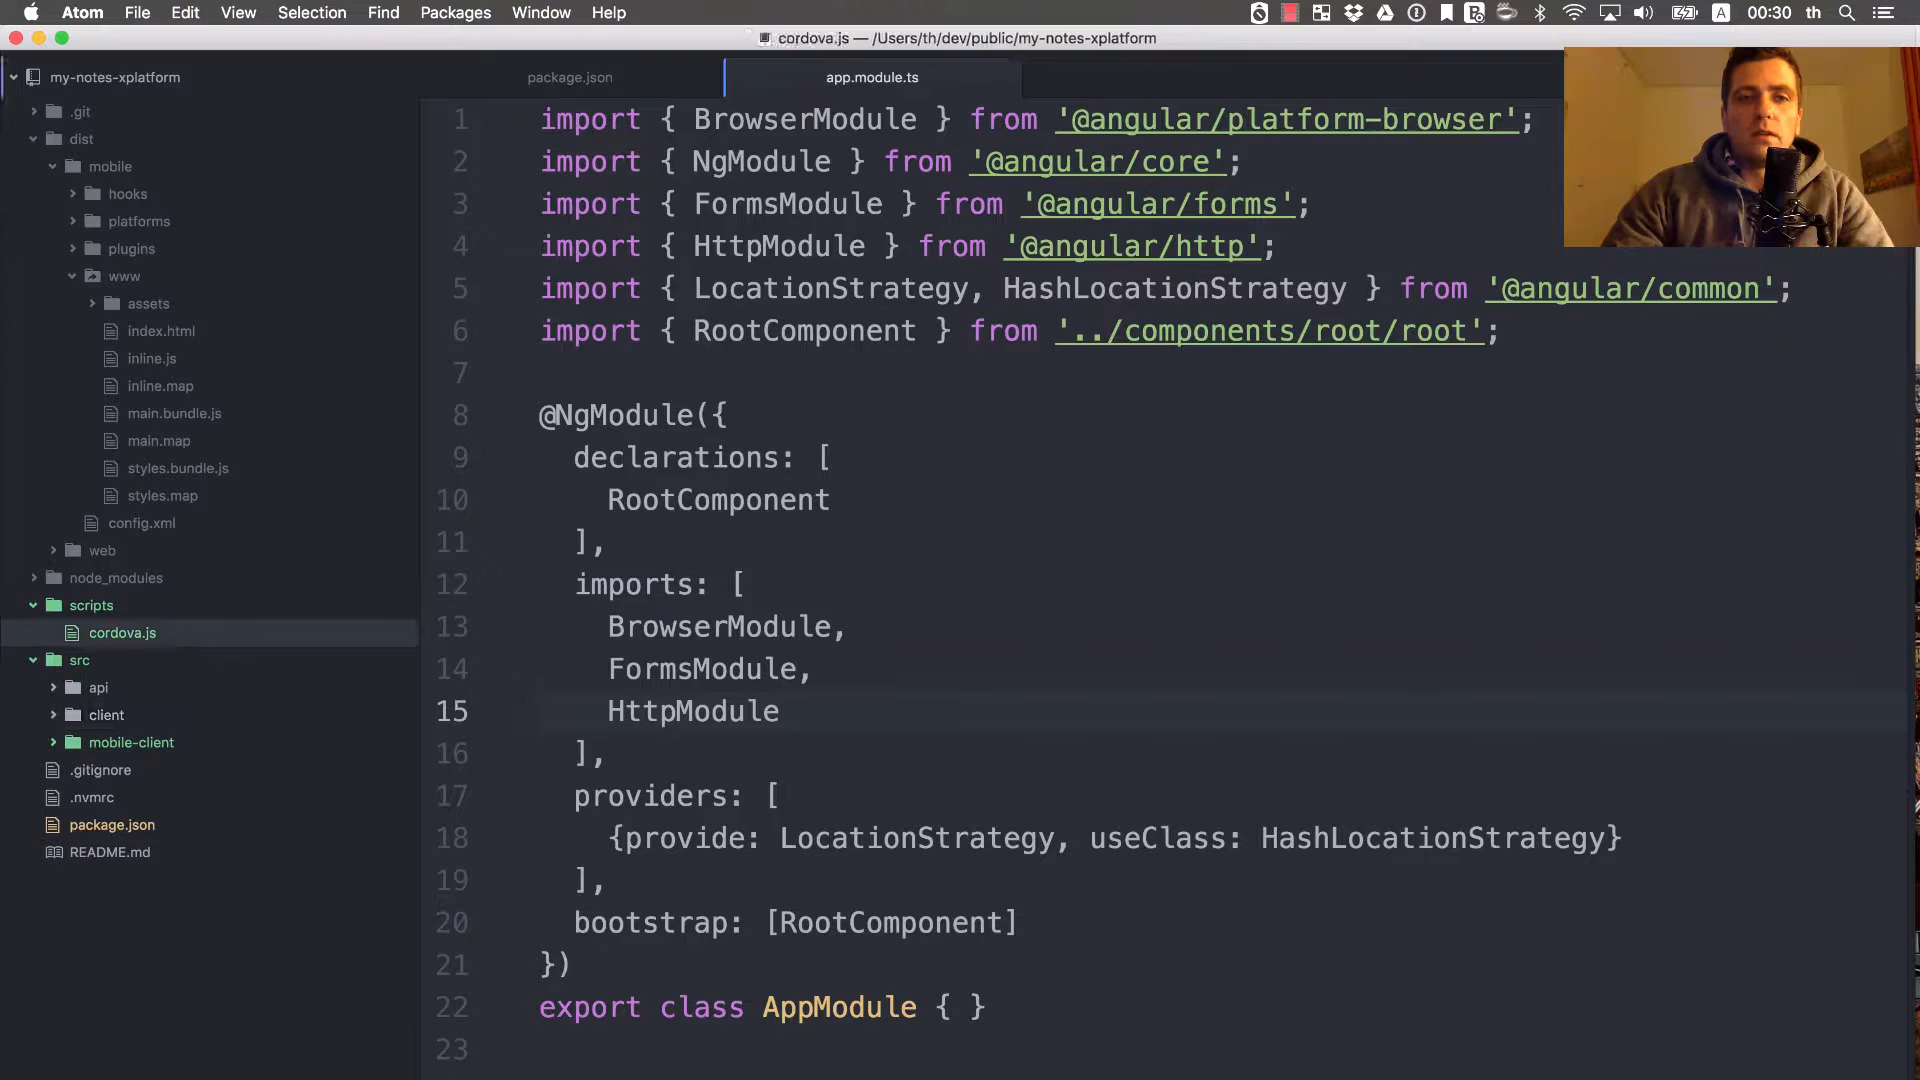 Atom File Edit View Selection Find Packages Window Help 00:30 th
cordova.js — /Users/th/dev/public/my-notes-xplatform
my-notes-xplatform
.git
dist
mobile
hooks
platforms
plugins
www
assets
index.html
inline.js
inline.map
main.bundle.js
main.map
styles.bundle.js
styles.map
config.xml
web
node_modules
scripts
cordova.js
src
api
client
mobile-client
.gitignore
.nvmrc
package.json
README.md
package.json app.module.ts
1 import { BrowserModule } from '@angular/platform-browser';
2 import { NgModule } from '@angular/core';
3 import { FormsModule } from '@angular/forms';
4 import { HttpModule } from '@angular/http';
5 import { LocationStrategy, HashLocationStrategy } from '@angular/common';
6 import { RootComponent } from '../components/root/root';
7
8 @NgModule({
9 declarations: [
10 RootComponent
11 ],
12 imports: [
13 BrowserModule,
14 FormsModule,
15 HttpModule
16 ],
17 providers: [
18 {provide: LocationStrategy, useClass: HashLocationStrategy}
19 ],
20 bootstrap: [RootComponent]
21 })
22 export class AppModule { }
23